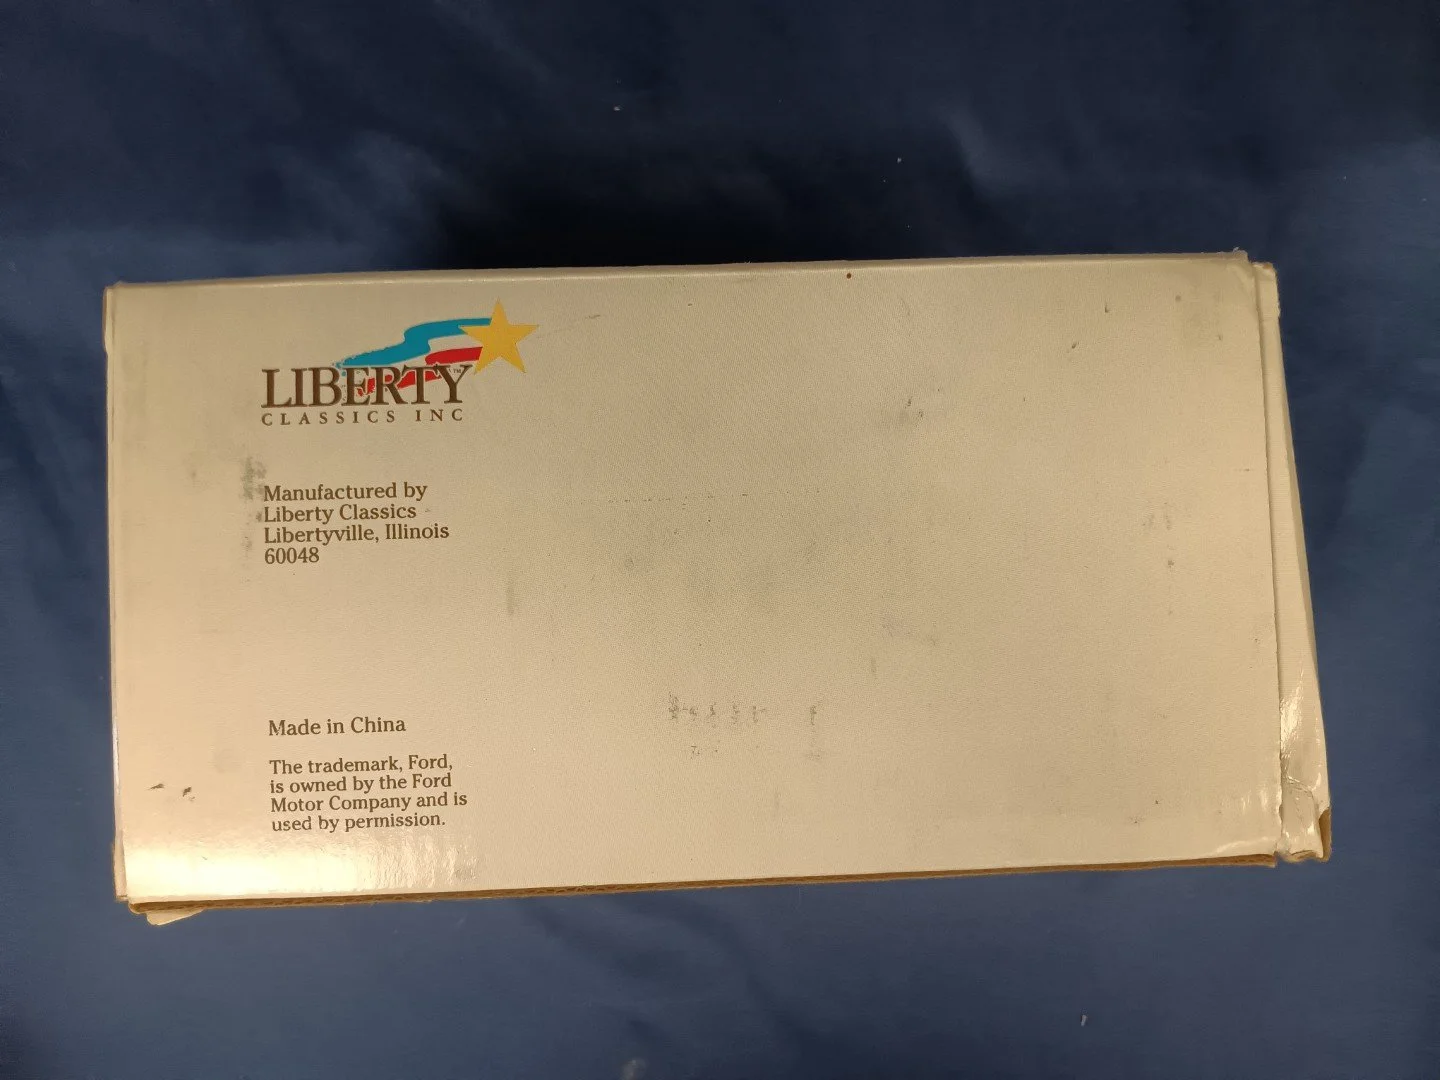 LIBERTY™
CLASSICS INC
Manufactured by
Liberty Classics
Libertyville, Illinois
60048
Made in China
The trademark, Ford,
is owned by the Ford
Motor Company and is
used by permission.